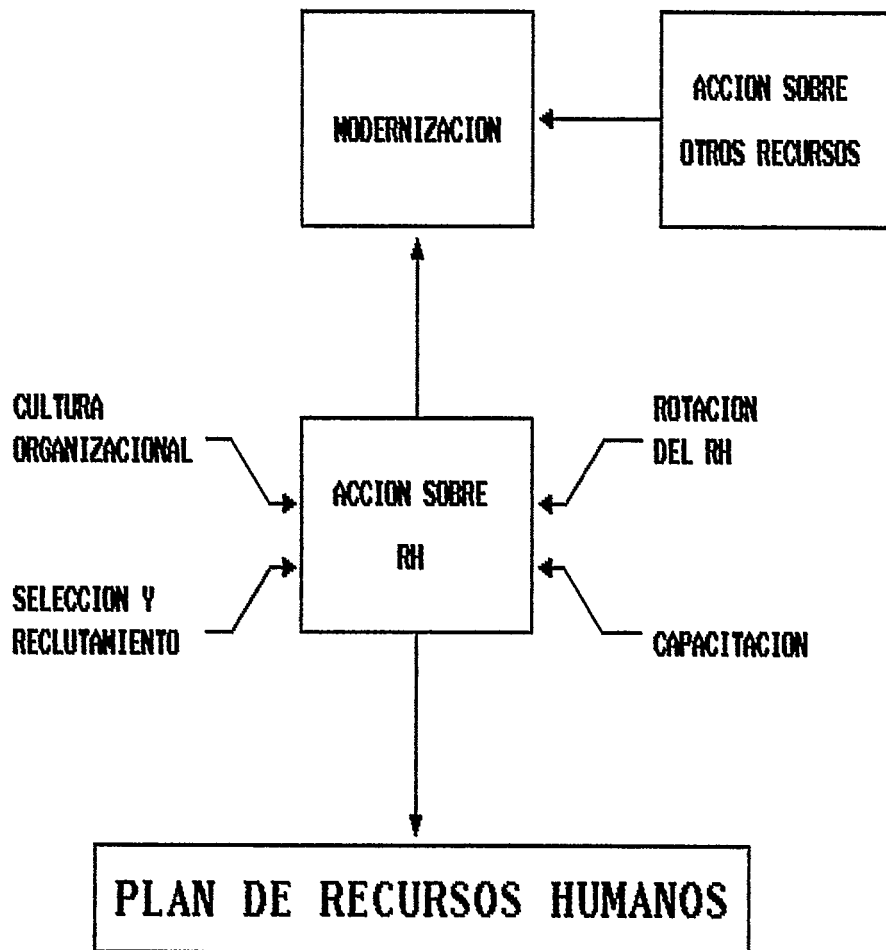 MODERNIZACION
ACCION SOBRE
OTROS RECURSOS
CULTURA
ORGANIZACIONAL
ROTACION
DEL RH
ACCION SOBRE
RH
SELECCION Y
RECLUTAMIENTO
CAPACITACION
PLAN DE RECURSOS HUMANOS